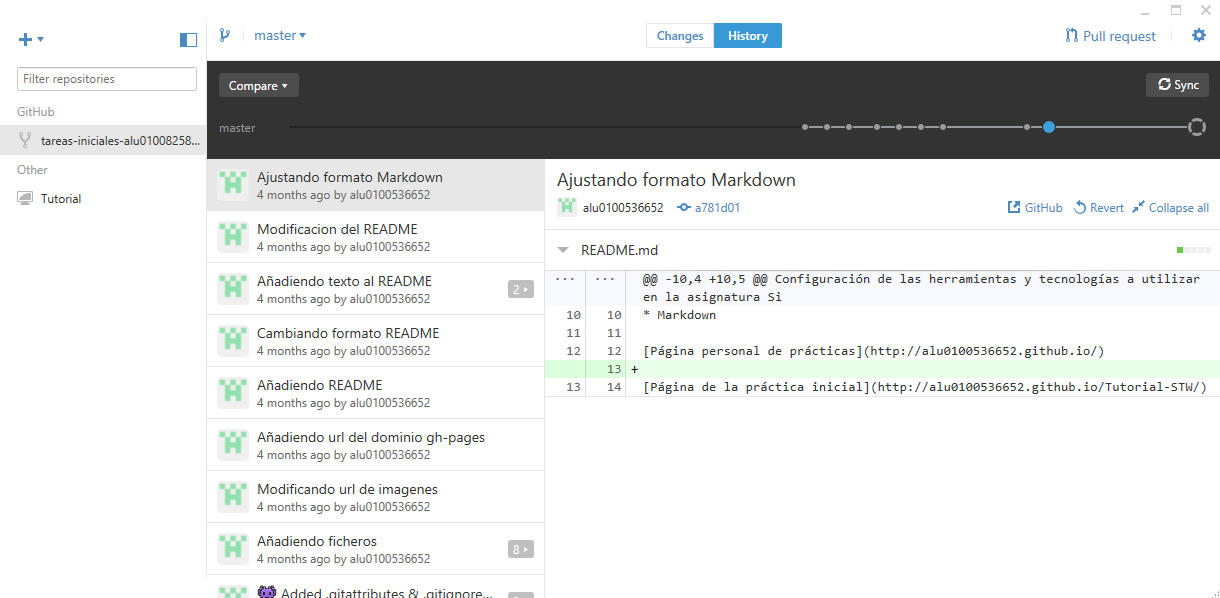 master
Changes
History
Pull request
Filter repositories
GitHub
tareas-iniciales-alu01008258...
Other
Tutorial
Compare
Sync
master
Ajustando formato Markdown
4 months ago by alu0100536652
Modificacion del README
4 months ago by alu0100536652
Añadiendo texto al README
4 months ago by alu0100536652
2
Cambiando formato README
4 months ago by alu0100536652
Añadiendo README
4 months ago by alu0100536652
Añadiendo url del dominio gh-pages
4 months ago by alu0100536652
Modificando url de imagenes
4 months ago by alu0100536652
Añadiendo ficheros
4 months ago by alu0100536652
8
Added .gitattributes & .gitignore...
Ajustando formato Markdown
alu0100536652 a781d01
GitHub Revert Collapse all
README.md
... ... @@ -10,4 +10,5 @@ Configuración de las herramientas y tecnologías a utilizar
en la asignatura Si
10 10 * Markdown
11 11
12 12 [Página personal de prácticas](http://alu0100536652.github.io/)
13 +
13 14 [Página de la práctica inicial](http://alu0100536652.github.io/Tutorial-STW/)